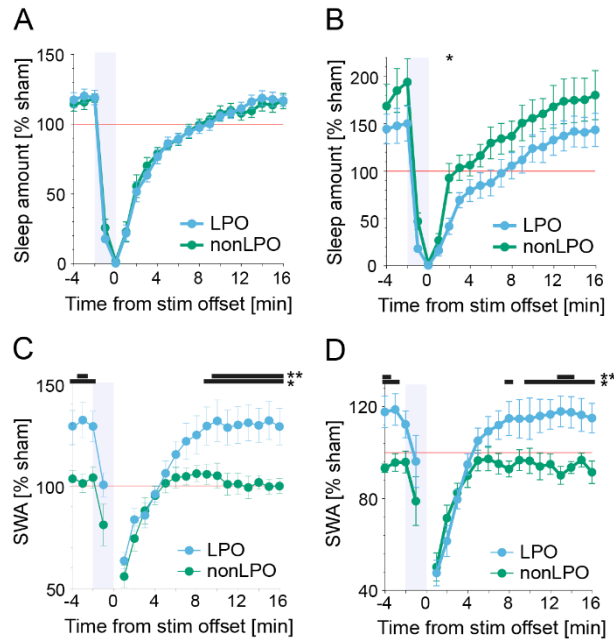 A
Sleep amount [% sham]
150
100
50
0
LPO
nonLPO
-4 0 4 8 12 16
Time from stim offset [min]
B
*
Sleep amount [% sham]
200
150
100
50
0
LPO
nonLPO
-4 0 4 8 12 16
Time from stim offset [min]
C
**
*
SWA [% sham]
150
100
50
LPO
nonLPO
-4 0 4 8 12 16
Time from stim offset [min]
D
**
*
SWA [% sham]
120
80
40
LPO
nonLPO
-4 0 4 8 12 16
Time from stim offset [min]